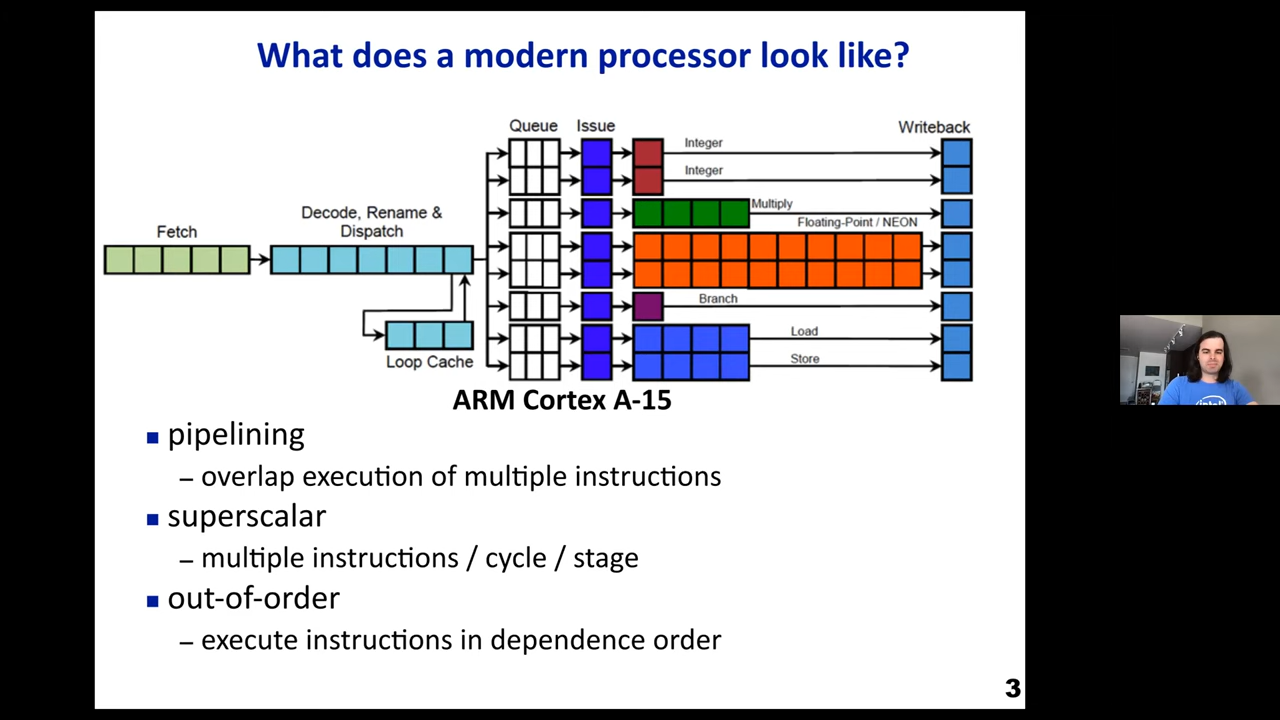 What does a modern processor look like?
Queue
Issue
Writeback
Integer
Integer
Multiply
Floating-Point / NEON
Fetch
Decode, Rename &
Dispatch
Branch
Load
Store
Loop Cache
ARM Cortex A-15
pipelining
– overlap execution of multiple instructions
superscalar
– multiple instructions / cycle / stage
out-of-order
– execute instructions in dependence order
3
intel